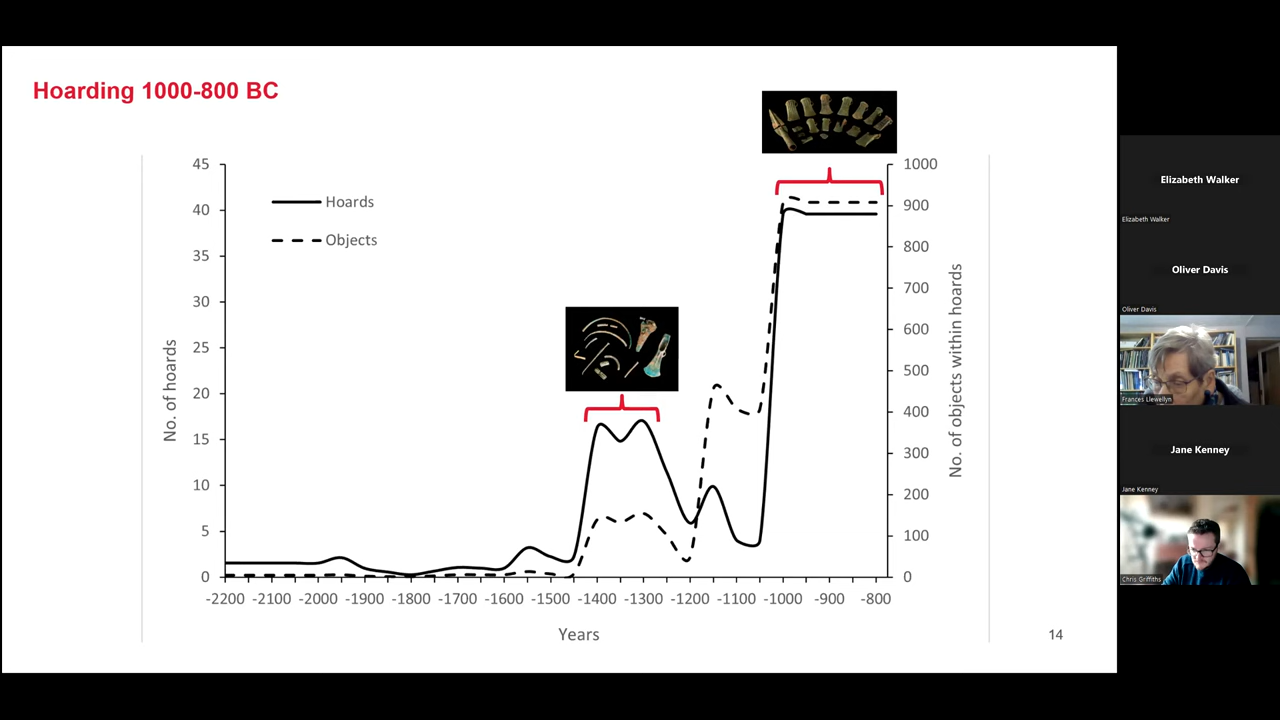 Hoarding 1000-800 BC
45
40
35
30
25
20
15
10
5
0
No. of hoards
Hoards
Objects
1000
900
800
700
600
500
400
300
200
100
0
No. of objects within hoards
-2200 -2100 -2000 -1900 -1800 -1700 -1600 -1500 -1400 -1300 -1200 -1100 -1000 -900 -800
Years
14
Elizabeth Walker
Elizabeth Walker
Oliver Davis
Oliver Davis
Frances Llewellyn
Jane Kenney
Jane Kenney
Chris Griffiths